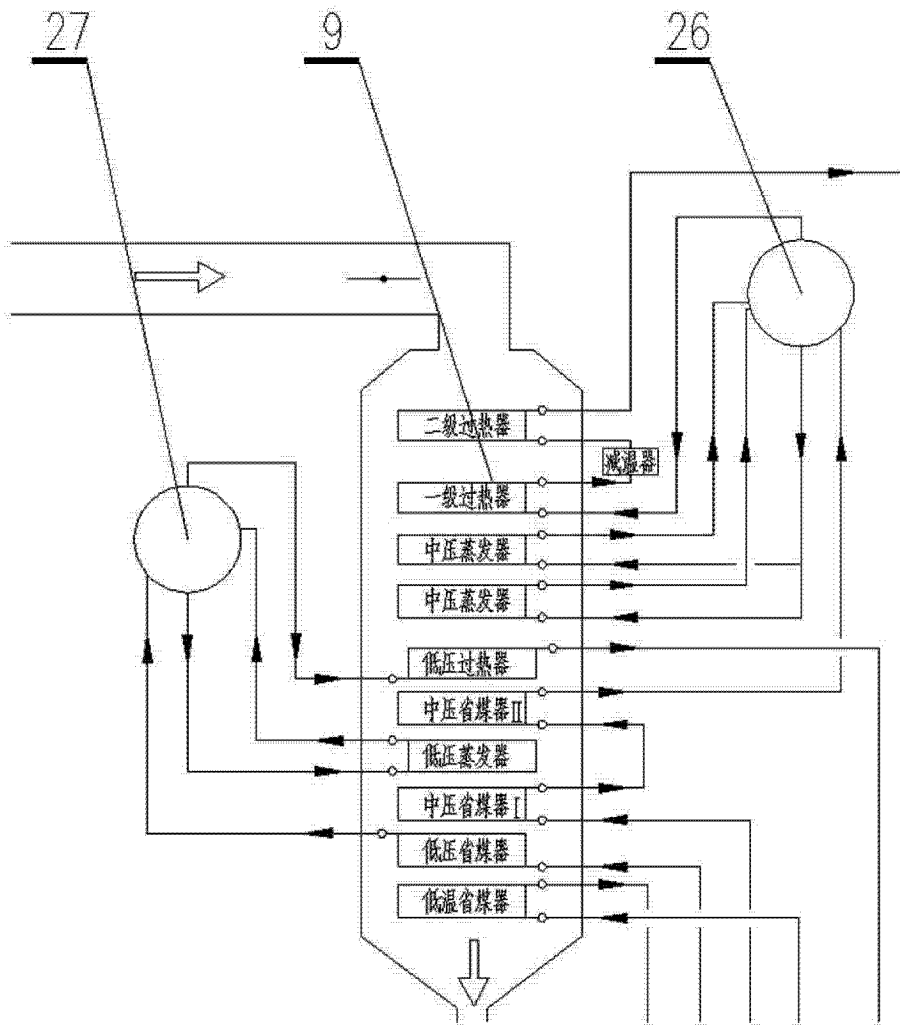 27
9
26
二级过热器
减温器
一级过热器
中压蒸发器
中压蒸发器
低压过热器
中压省煤器II
低压蒸发器
中压省煤器I
低压省煤器
低温省煤器